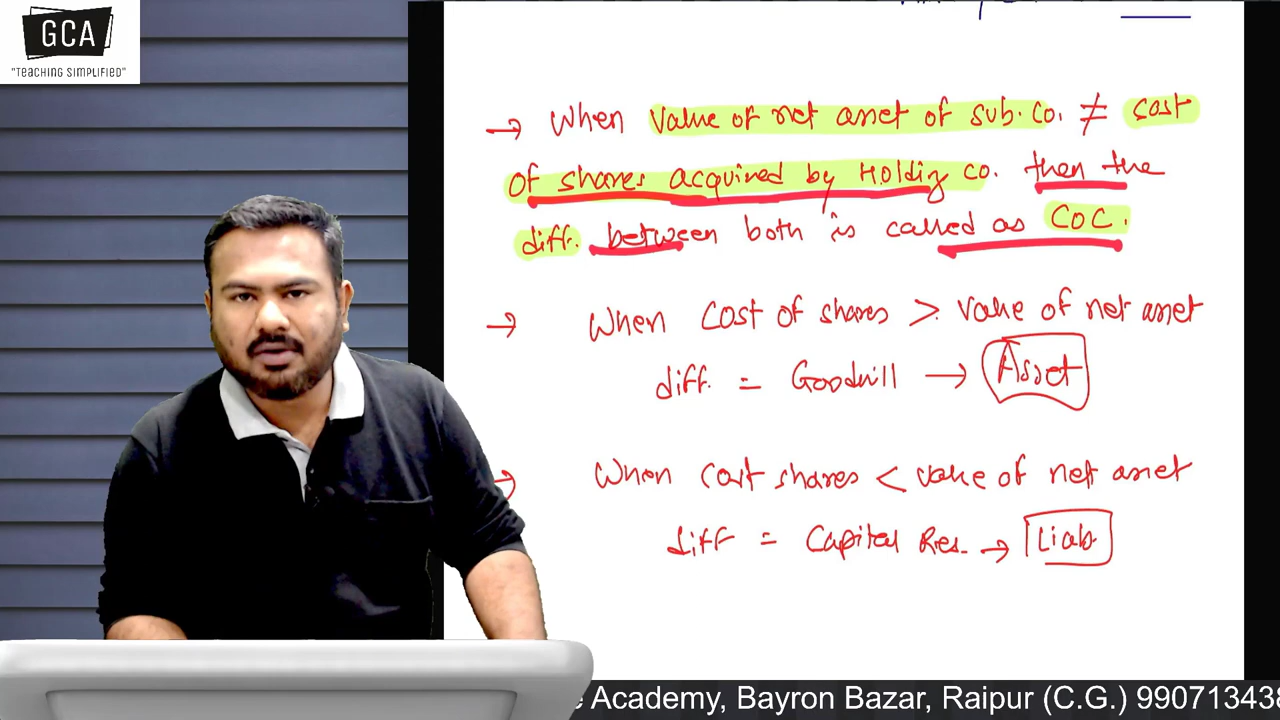 GCA
"TEACHING SIMPLIFIED"
→ When value of net asset of sub. co. ≠ cost
of shares acquired by Holding co. then the
diff. between both is called as COC.
→ When cost of shares > value of net asset
diff. = Goodwill → Asset
→ When cost shares < value of net asset
diff = Capital Res. → Liab.
Academy, Bayron Bazar, Raipur (C.G.) 990713438